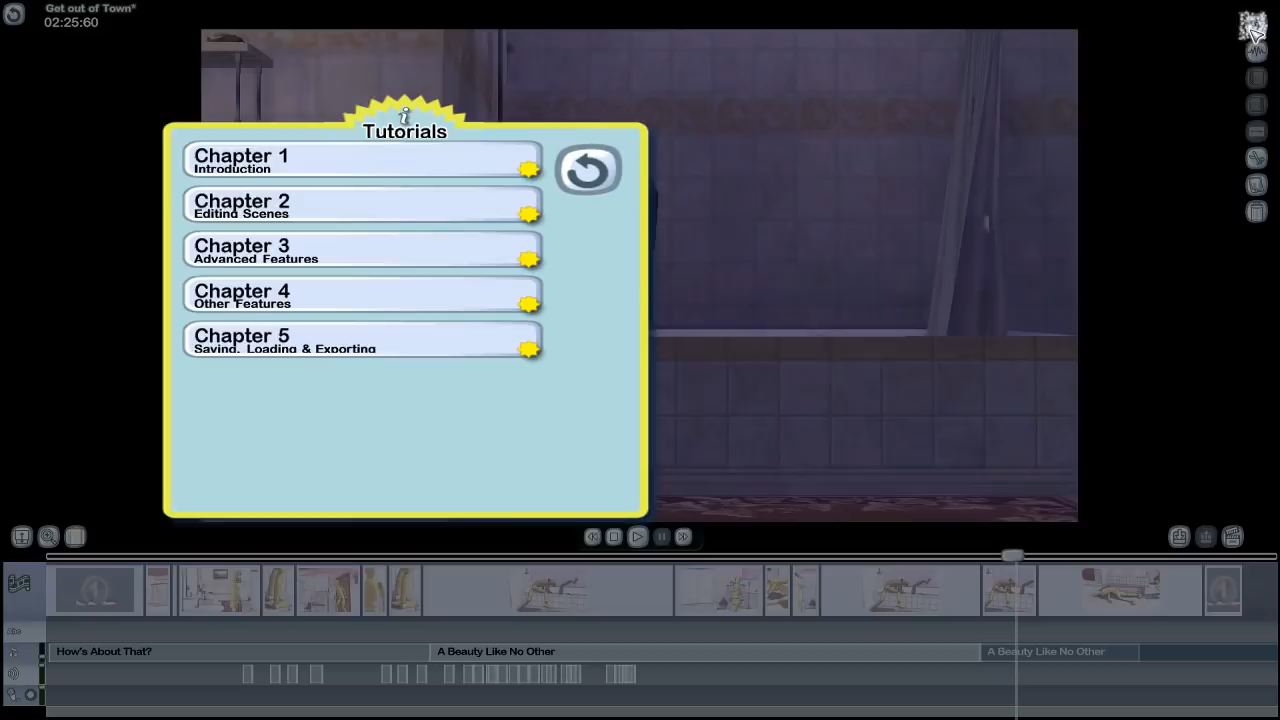 Get out of Town*
02:25:60
i
Tutorials
Chapter 1
Introduction
Chapter 2
Editing Scenes
Chapter 3
Advanced Features
Chapter 4
Other Features
Chapter 5
Saving, Loading & Exporting
Abc
How's About That?
A Beauty Like No Other
A Beauty Like No Other